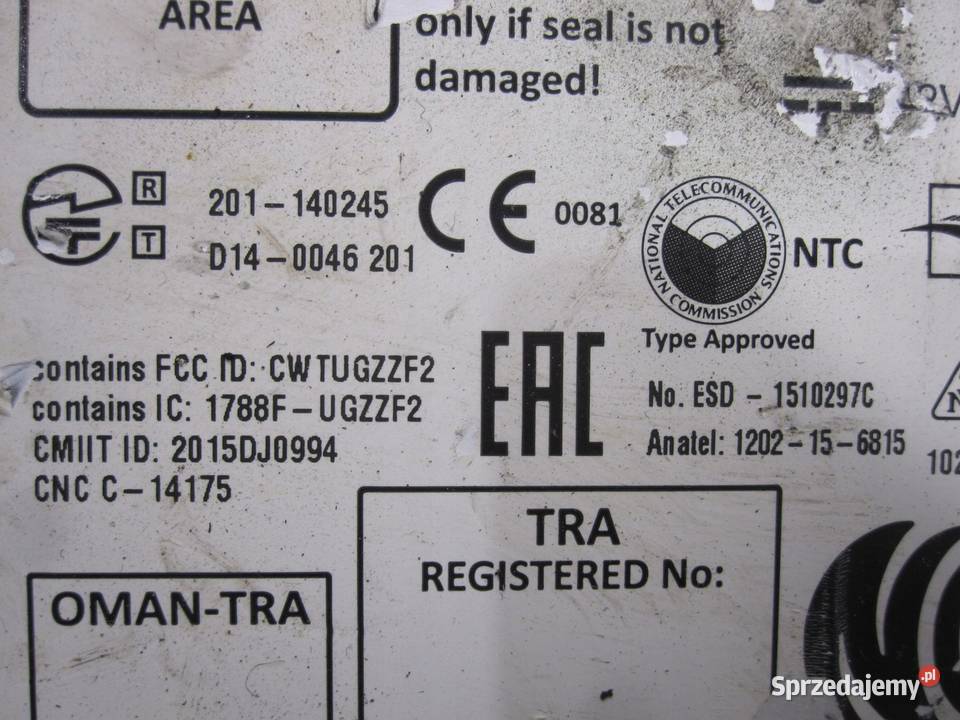 AREA
only if seal is not
damaged!
R
201-140245
T
D14-0046 201
CE 0081
NATIONAL TELECOMMUNICATIONS COMMISSION
NTC
Type Approved
No. ESD - 1510297C
Anatel: 1202-15-6815
EAC
contains FCC ID: CWTUGZZF2
contains IC: 1788F-UGZZF2
CMIIT ID: 2015DJ0994
CNC C-14175
TRA
REGISTERED No:
OMAN-TRA
Sprzedajemy.pl